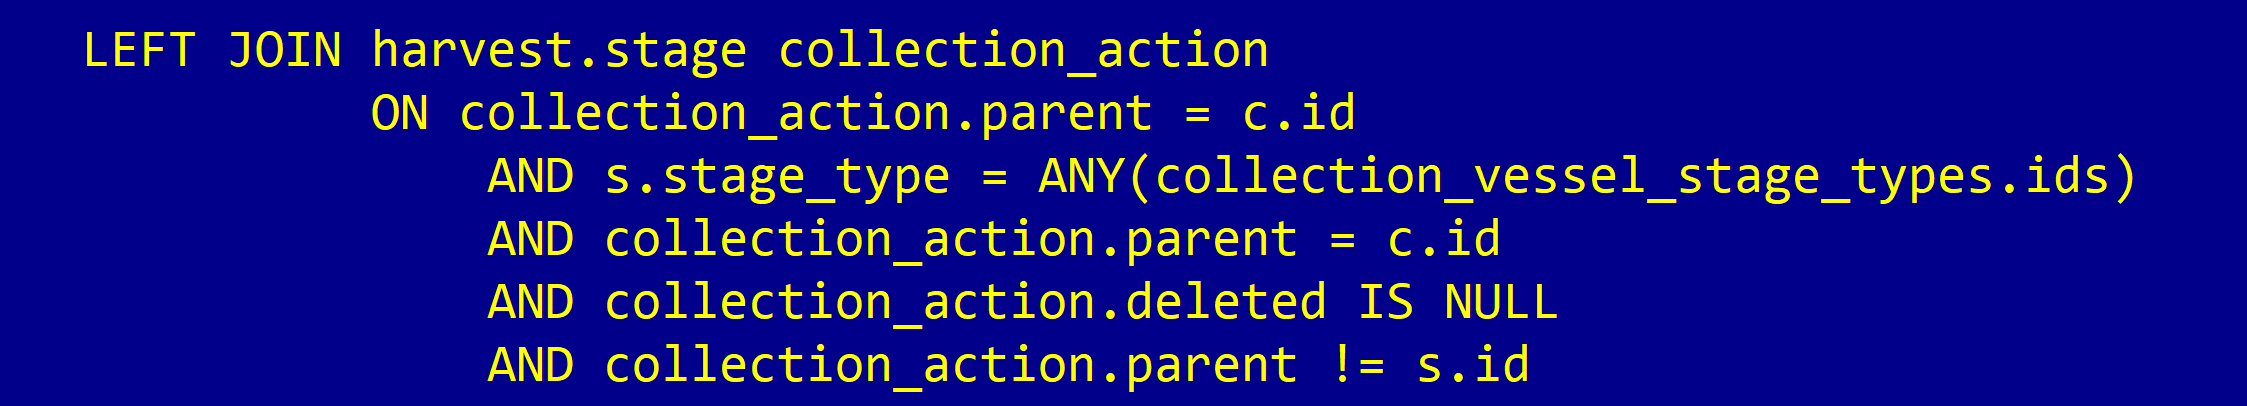 LEFT JOIN harvest.stage collection_action
ON collection_action.parent = c.id
AND s.stage_type = ANY(collection_vessel_stage_types.ids)
AND collection_action.parent = c.id
AND collection_action.deleted IS NULL
AND collection_action.parent != s.id